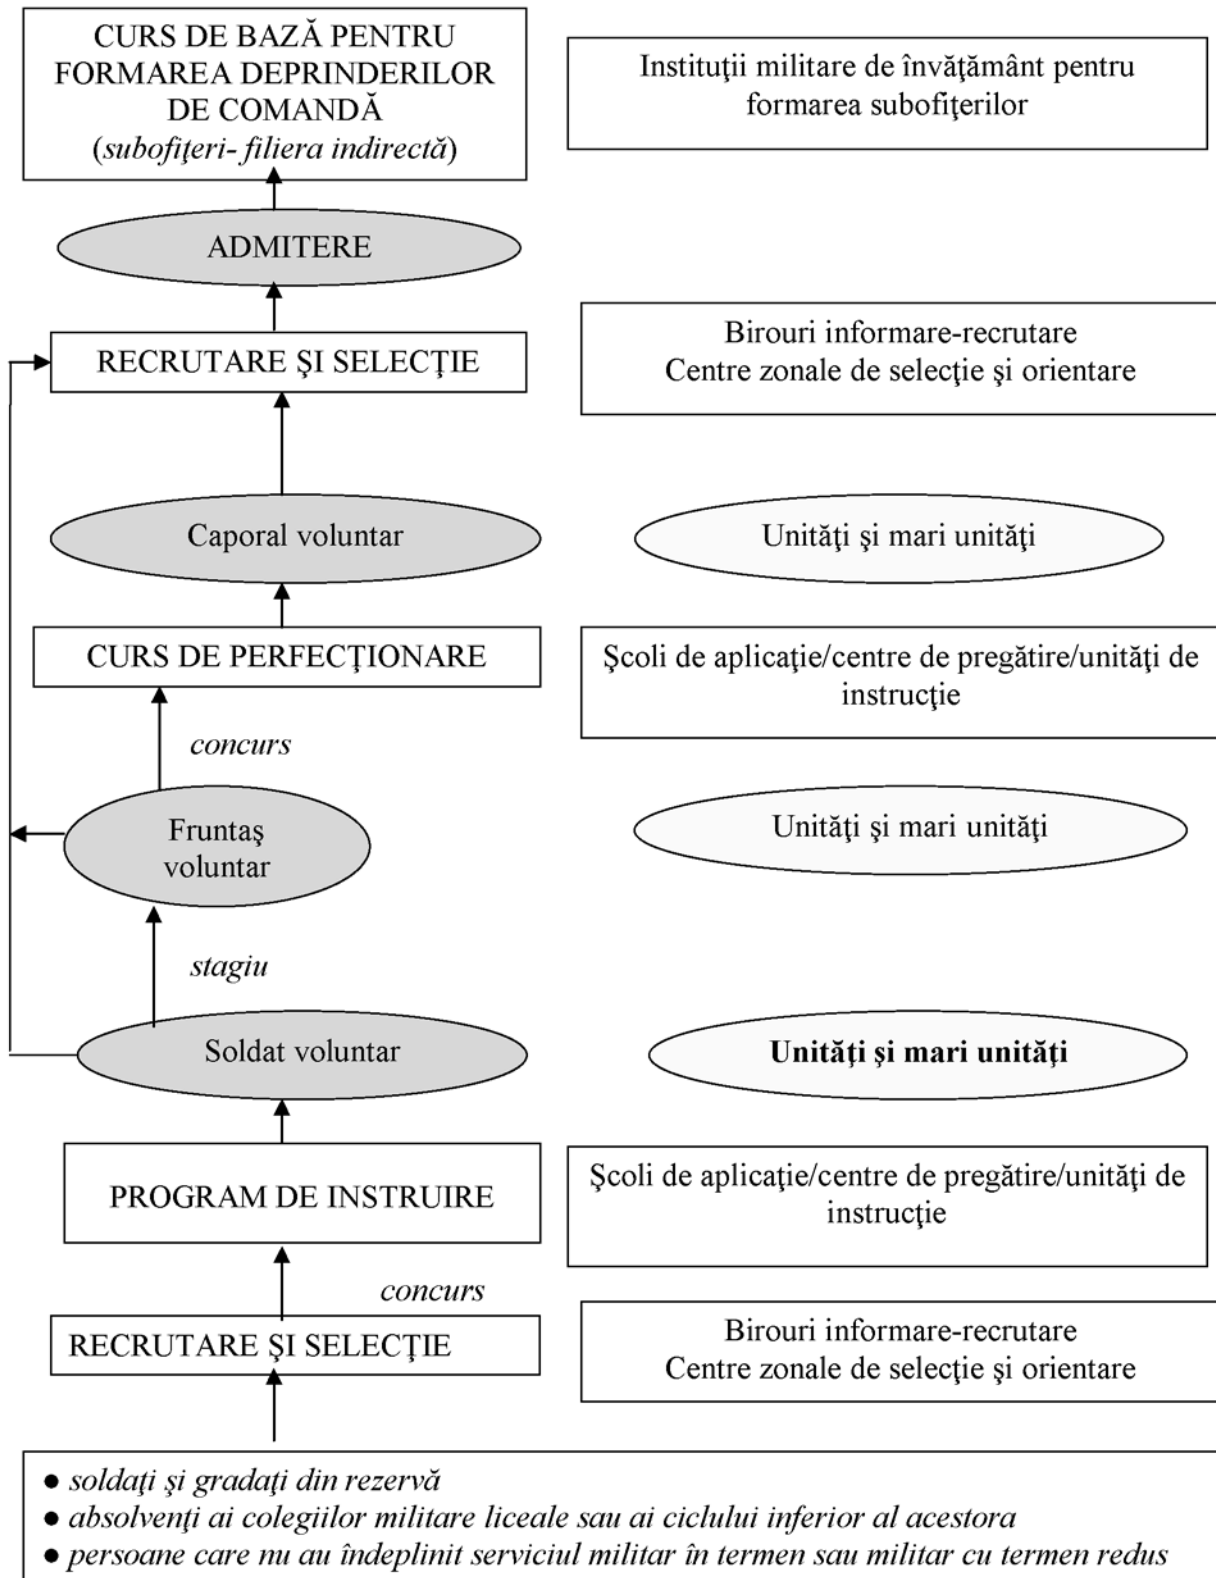 CURS DE BAZĂ PENTRU
FORMAREA DEPRINDERILOR
DE COMANDĂ
(subofiţeri- filiera indirectă)
Instituţii militare de învăţământ pentru
formarea subofiţerilor
ADMITERE
RECRUTARE ŞI SELECŢIE
Birouri informare-recrutare
Centre zonale de selecţie şi orientare
Caporal voluntar
Unităţi şi mari unităţi
CURS DE PERFECŢIONARE
Şcoli de aplicaţie/centre de pregătire/unităţi de
instrucţie
concurs
Fruntaş
voluntar
Unităţi şi mari unităţi
stagiu
Soldat voluntar
Unităţi şi mari unităţi
PROGRAM DE INSTRUIRE
Şcoli de aplicaţie/centre de pregătire/unităţi de
instrucţie
concurs
RECRUTARE ŞI SELECŢIE
Birouri informare-recrutare
Centre zonale de selecţie şi orientare
● soldaţi şi gradaţi din rezervă
● absolvenţi ai colegiilor militare liceale sau ai ciclului inferior al acestora
● persoane care nu au îndeplinit serviciul militar în termen sau militar cu termen redus